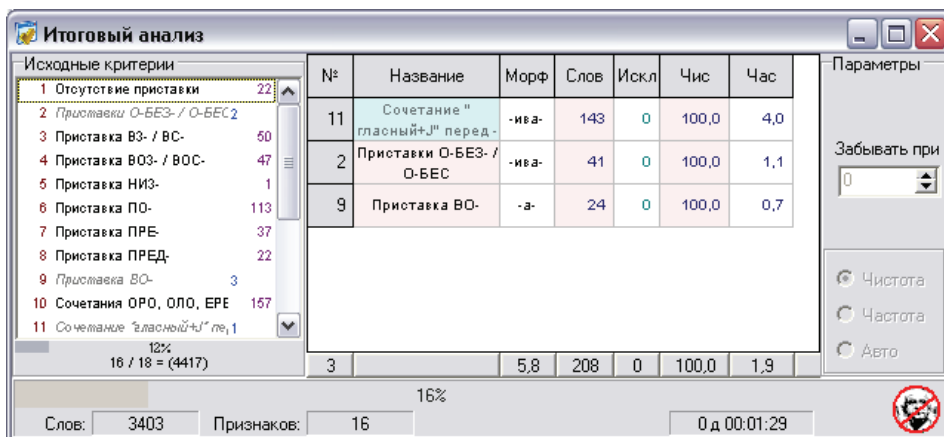 Итоговый анализ
Исходные критерии
1 Отсутствие приставки 22
2 Приставки О-БЕЗ- / О-БЕС 2
3 Приставка ВЗ- / ВС- 50
4 Приставка ВОЗ- / ВОС- 47
5 Приставка НИЗ- 1
6 Приставка ПО- 113
7 Приставка ПРЕ- 37
8 Приставка ПРЕД- 22
9 Приставка ВО- 3
10 Сочетания ОРО, ОЛО, ЕРЕ 157
11 Сочетание "гласный+J" пе, 1
12%
16 / 18 = (4417)
№ Название Морф Слов Искл Чис Час
11 Сочетание " гласный+J" перед - -ива- 143 0 100,0 4,0
2 Приставки О-БЕЗ- / О-БЕС -ива- 41 0 100,0 1,1
9 Приставка ВО- -а- 24 0 100,0 0,7
3 5,8 208 0 100,0 1,9
Параметры
Забывать при
0
Чистота
Частота
Авто
16%
Слов: 3403 Признаков: 16 0 д 00:01:29